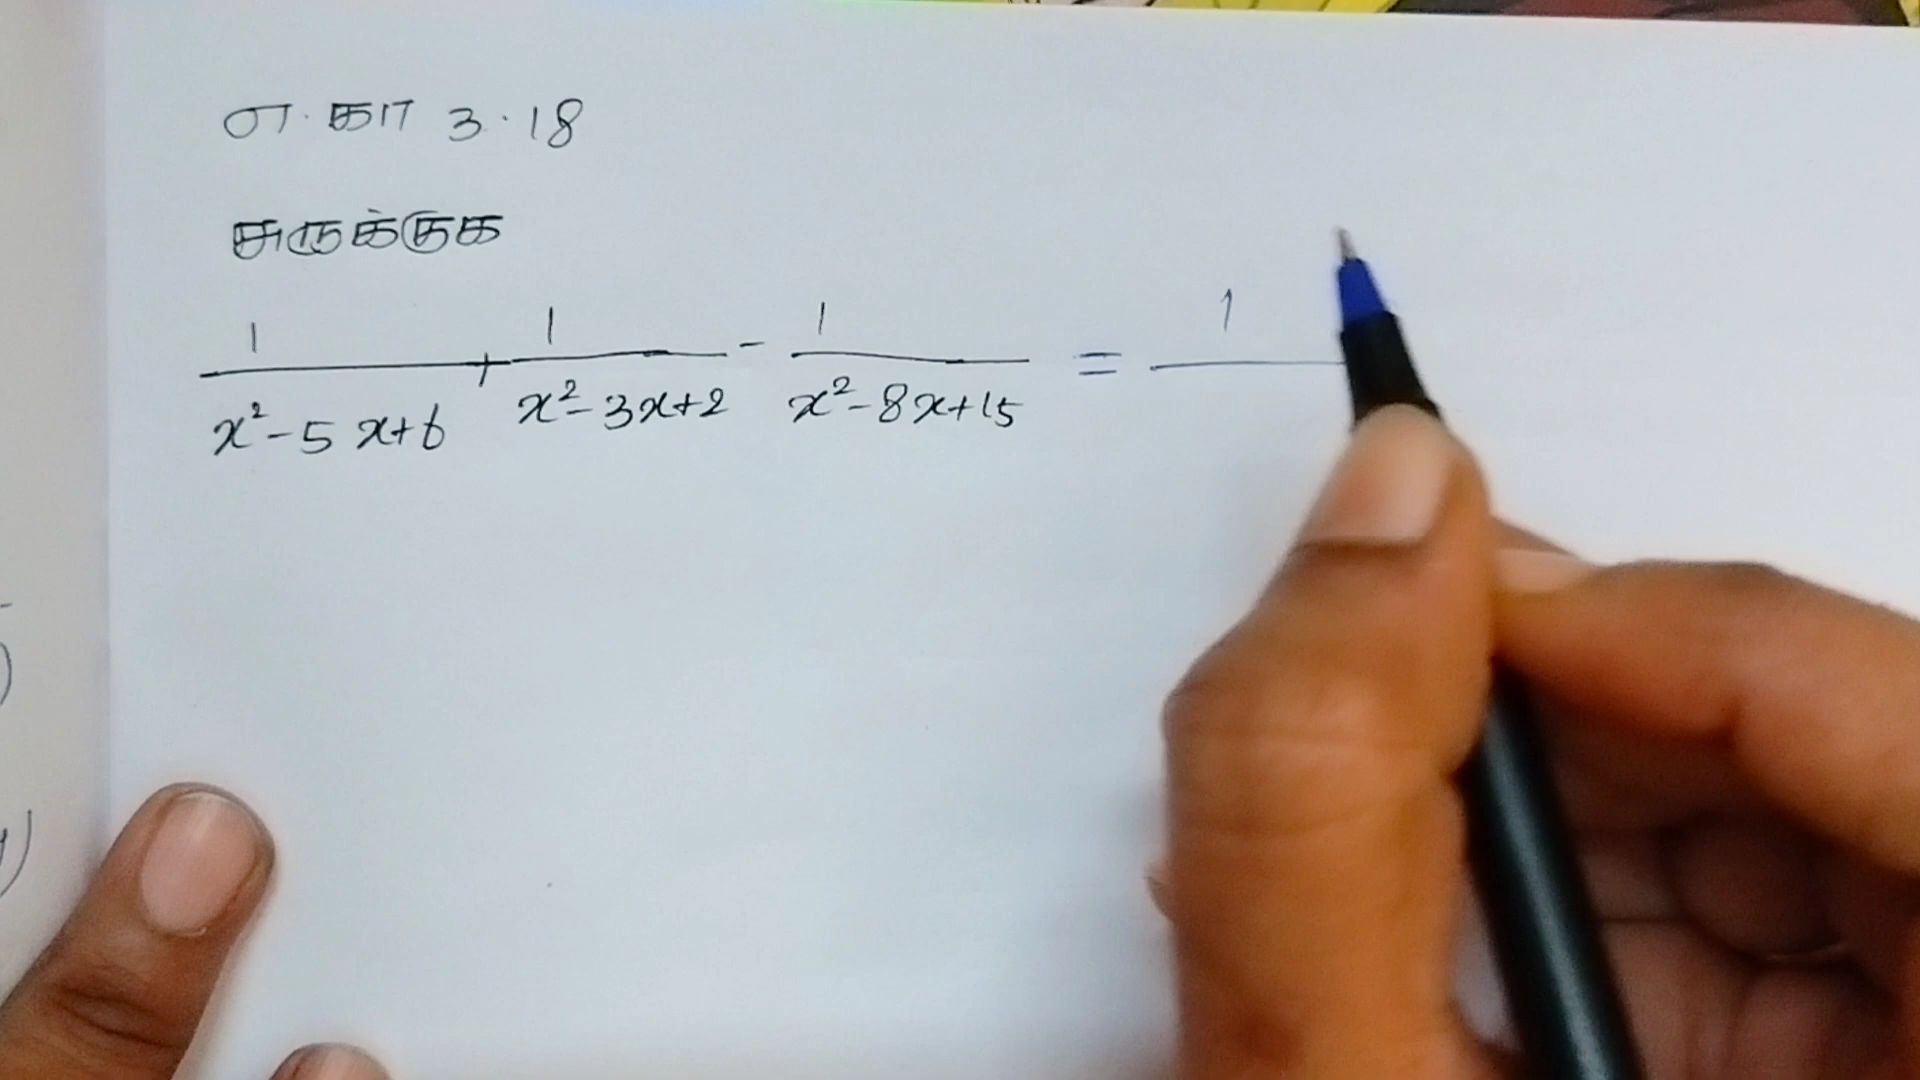 எ.கா 3.18
சுருக்குக
1/(x²-5x+6) + 1/(x²-3x+2) - 1/(x²-8x+15) = 1/